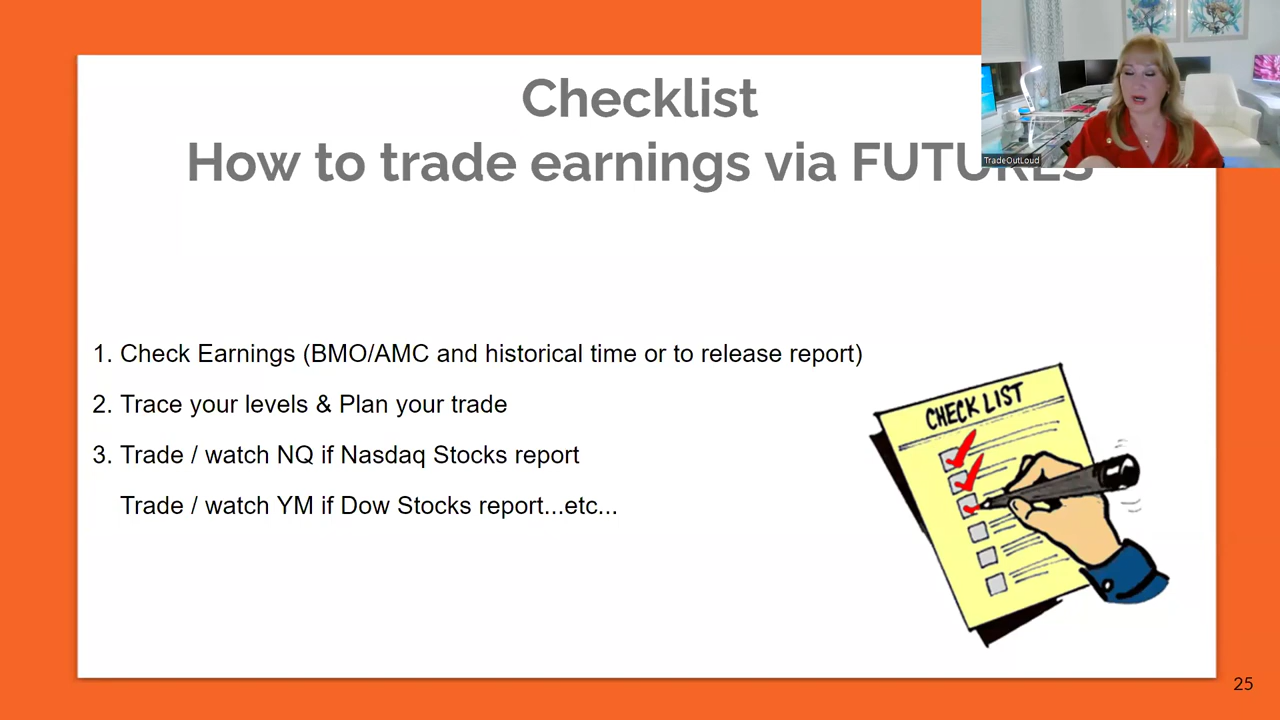 Checklist
How to trade earnings via FUTURES
TradeOutLoud
1. Check Earnings (BMO/AMC and historical time or to release report)
2. Trace your levels & Plan your trade
3. Trade / watch NQ if Nasdaq Stocks report
Trade / watch YM if Dow Stocks report...etc...
CHECK LIST
25